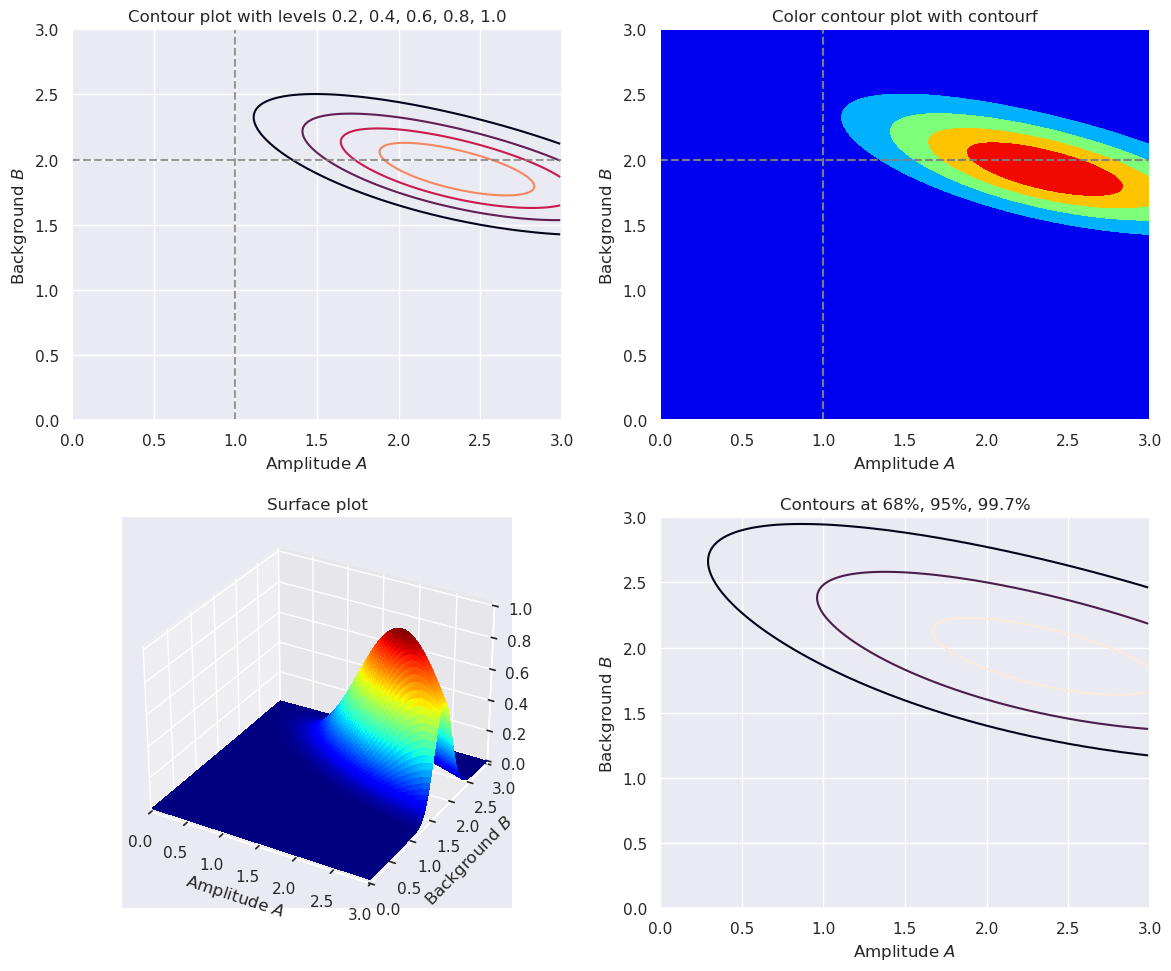 Contour plot with levels 0.2, 0.4, 0.6, 0.8, 1.0
3.0
2.5
2.0
1.5
1.0
0.5
0.0
Background B
0.0 0.5 1.0 1.5 2.0 2.5 3.0
Amplitude A
Color contour plot with contourf
3.0
2.5
2.0
1.5
1.0
0.5
0.0
Background B
0.0 0.5 1.0 1.5 2.0 2.5 3.0
Amplitude A
Surface plot
1.0
0.8
0.6
0.4
0.2
0.0
3.0
2.5
2.0
1.5
1.0
0.5
0.0
Background B
0.0
0.5
1.0
1.5
2.0
2.5
3.0
Amplitude A
Contours at 68%, 95%, 99.7%
3.0
2.5
2.0
1.5
1.0
0.5
0.0
Background B
0.0 0.5 1.0 1.5 2.0 2.5 3.0
Amplitude A